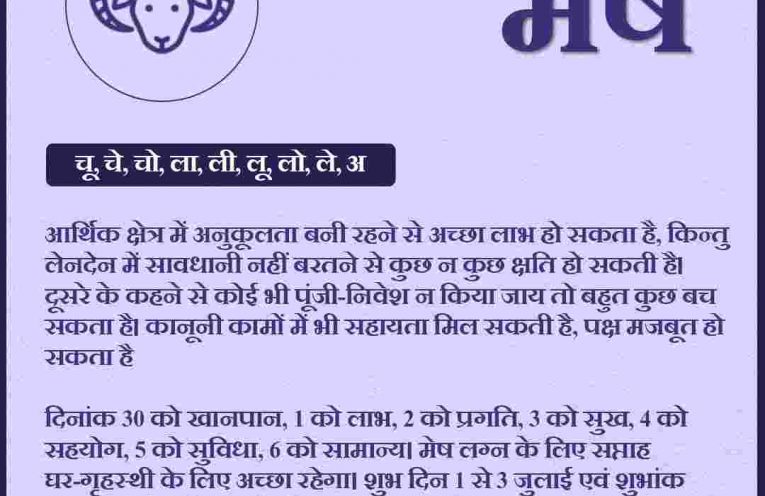 मेष
चू, चे, चो, ला, ली, लू, लो, ले, अ
आर्थिक क्षेत्र में अनुकूलता बनी रहने से अच्छा लाभ हो सकता है, किन्तु
लेनदेन में सावधानी नहीं बरतने से कुछ न कुछ क्षति हो सकती है।
दूसरे के कहने से कोई भी पूंजी-निवेश न किया जाय तो बहुत कुछ बच
सकता है। कानूनी कामों में भी सहायता मिल सकती है, पक्ष मजबूत हो
सकता है
दिनांक 30 को खानपान, 1 को लाभ, 2 को प्रगति, 3 को सुख, 4 को
सहयोग, 5 को सुविधा, 6 को सामान्य। मेष लग्न के लिए सप्ताह
घर-गृहस्थी के लिए अच्छा रहेगा। शुभ दिन 1 से 3 जुलाई एवं शुभांक